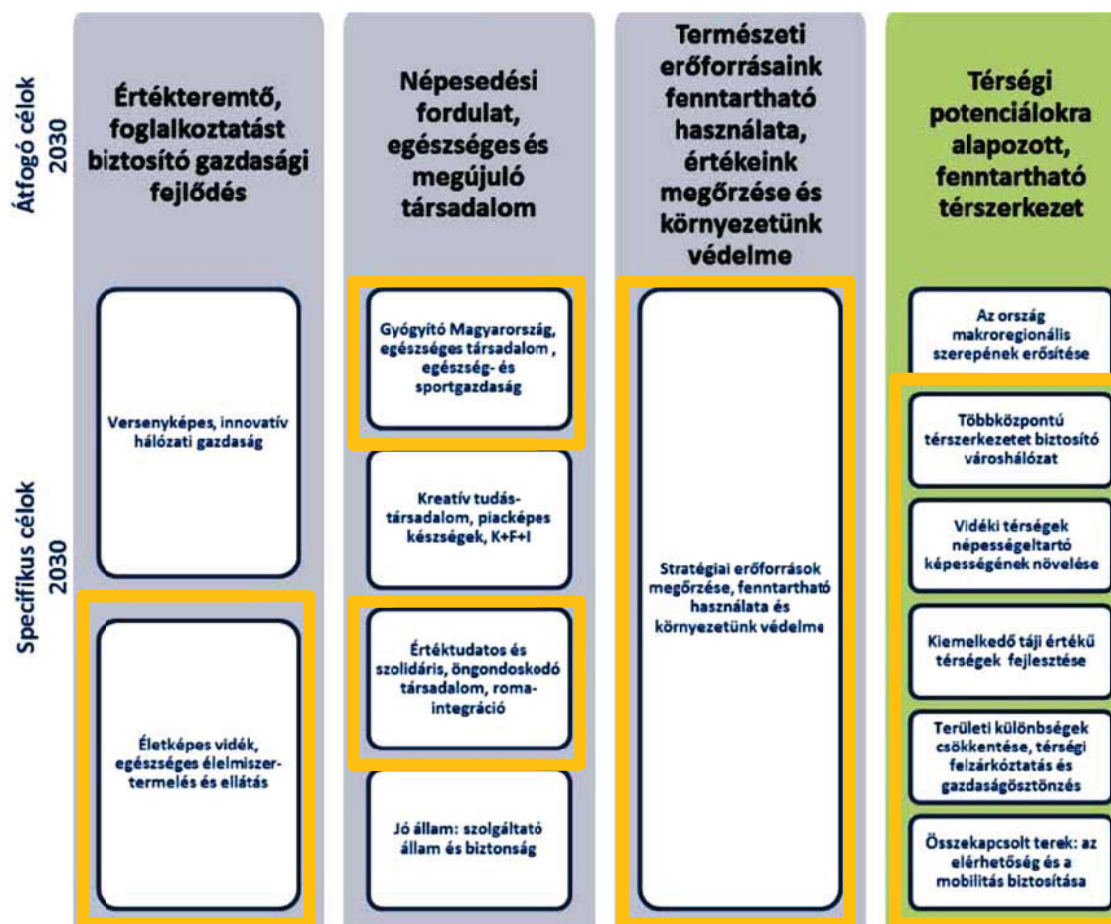 Átfogó célok
2030
Értékteremtő,
foglalkoztatást
biztosító gazdasági
fejlődés
Népesedési
fordulat,
egészséges és
megújuló
társadalom
Természeti
erőforrásaink
fenntartható
használata,
értékeink
megőrzése és
környezetünk
védelme
Térségi
potenciálokra
alapozott,
fenntartható
térszerkezet
Specifikus célok
2030
Versenyképes, innovatív
hálózati gazdaság
Életképes vidék,
egészséges élelmiszer-
termelés és ellátás
Gyógyító Magyarország,
egészséges társadalom ,
egészség- és
sportgazdaság
Kreatív tudás-
társadalom, piacképes
készségek, K+F+I
Értéktudatos és
szolidáris, öngondoskodó
társadalom, roma-
integráció
Jó állam: szolgáltató
állam és biztonság
Stratégiai erőforrások
megőrzése, fenntartható
használata és
környezetünk védelme
Az ország
makroregionális
szerepének erősítése
Többközpontú
térszerkezetet biztosító
városhálózat
Vidéki térségek
népességeltartó
képességének növelése
Kiemelkedő táji értékű
térségek fejlesztése
Területi különbségek
csökkentése, térségi
felzárkóztatás és
gazdaságösztönzés
Összekapcsolt terek: az
elérhetőség és a
mobilitás biztosítása